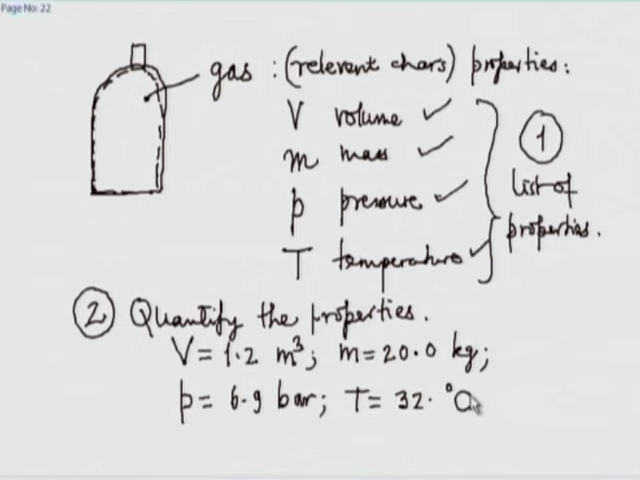 Page No: 22
gas : (relevent chars) properties:
V volume ✓
m mass ✓
p pressure ✓
T temperature ✓
1
list of
properties.
2 Quantify the properties.
V = 1.2 m³; m = 20.0 kg;
p = 6.9 bar; T = 32. °C